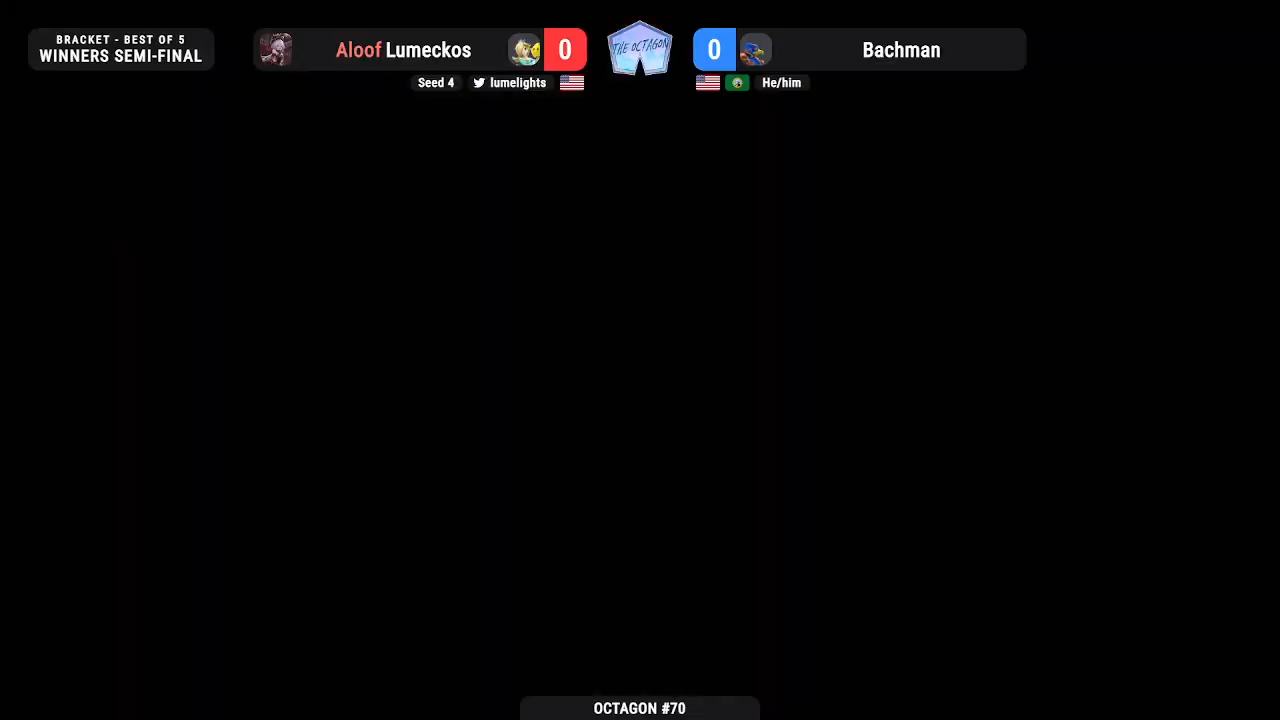 BRACKET - BEST OF 5
WINNERS SEMI-FINAL
Aloof Lumeckos
0
THE OCTAGON
0
Bachman
Seed 4
lumelights
He/him
OCTAGON #70